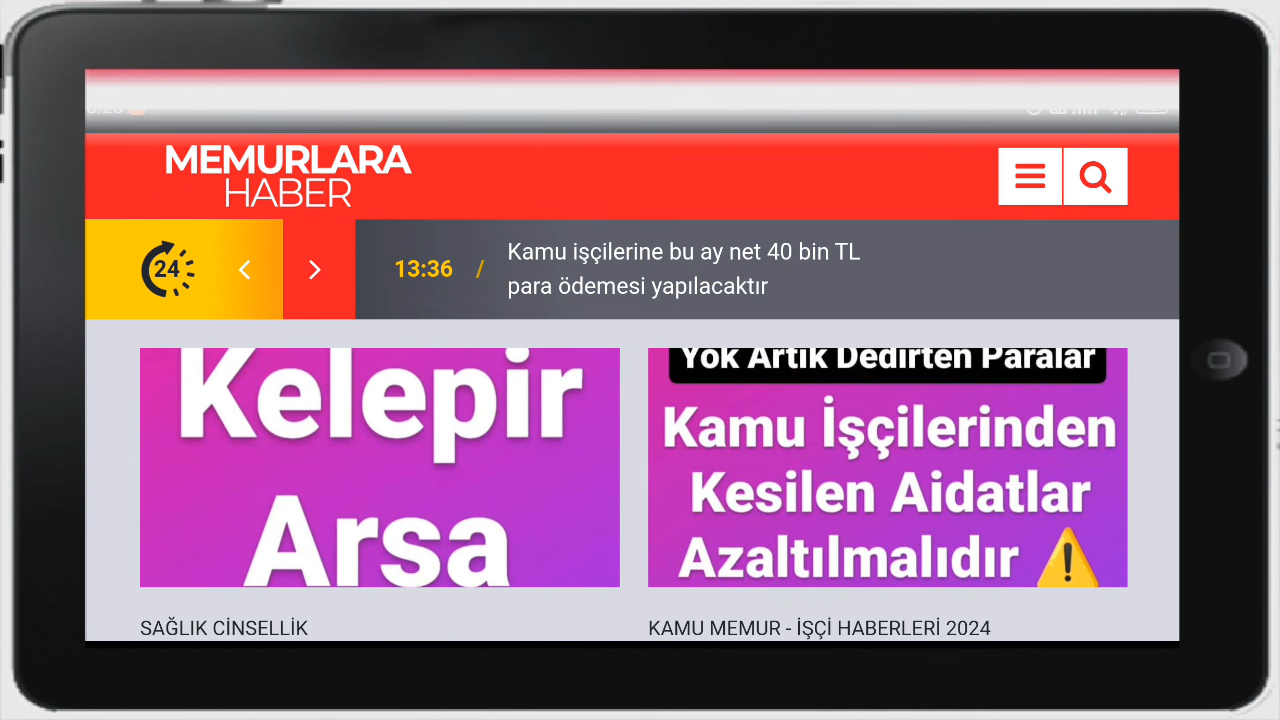 MEMURLARA
HABER
24
13:36 / Kamu işçilerine bu ay net 40 bin TL
para ödemesi yapılacaktır
Kelepir
Arsa
Yok Artık Dedirten Paralar
Kamu İşçilerinden
Kesilen Aidatlar
Azaltılmalıdır ⚠️
SAĞLIK CİNSELLİK
KAMU MEMUR - İŞÇİ HABERLERİ 2024